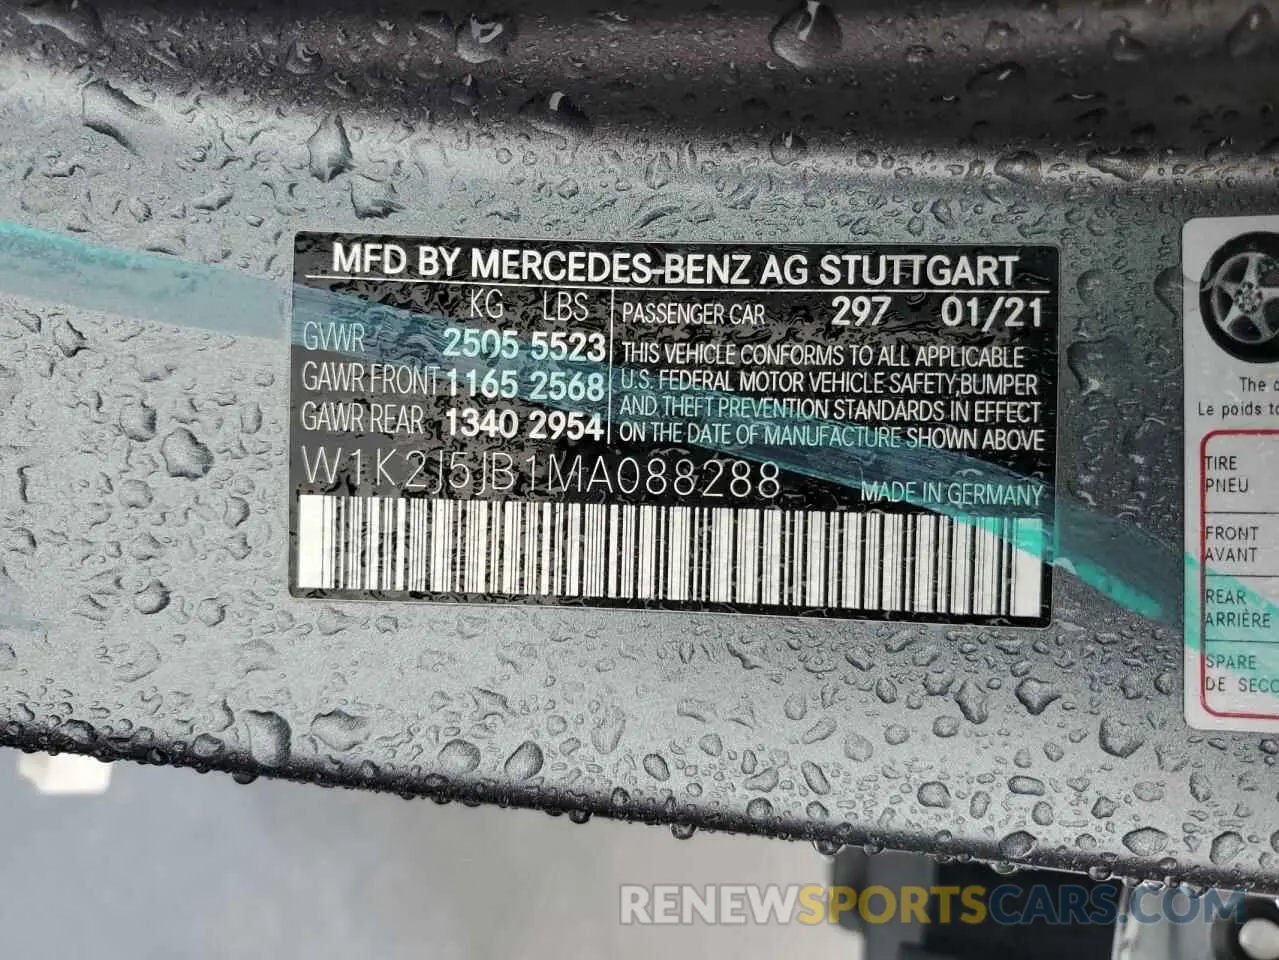 MFD BY MERCEDES-BENZ AG STUTTGART
KG LBS
GVWR 2505 5523
GAWR FRONT 1165 2568
GAWR REAR 1340 2954
PASSENGER CAR 297 01/21
THIS VEHICLE CONFORMS TO ALL APPLICABLE
U.S. FEDERAL MOTOR VEHICLE SAFETY,BUMPER
AND THEFT PREVENTION STANDARDS IN EFFECT
ON THE DATE OF MANUFACTURE SHOWN ABOVE
W1K2J5JB1MA088288
MADE IN GERMANY
The
Le poids
TIRE
PNEU
FRONT
AVANT
REAR
ARRIÈRE
SPARE
DE
RENEWSPORTSCARS.COM